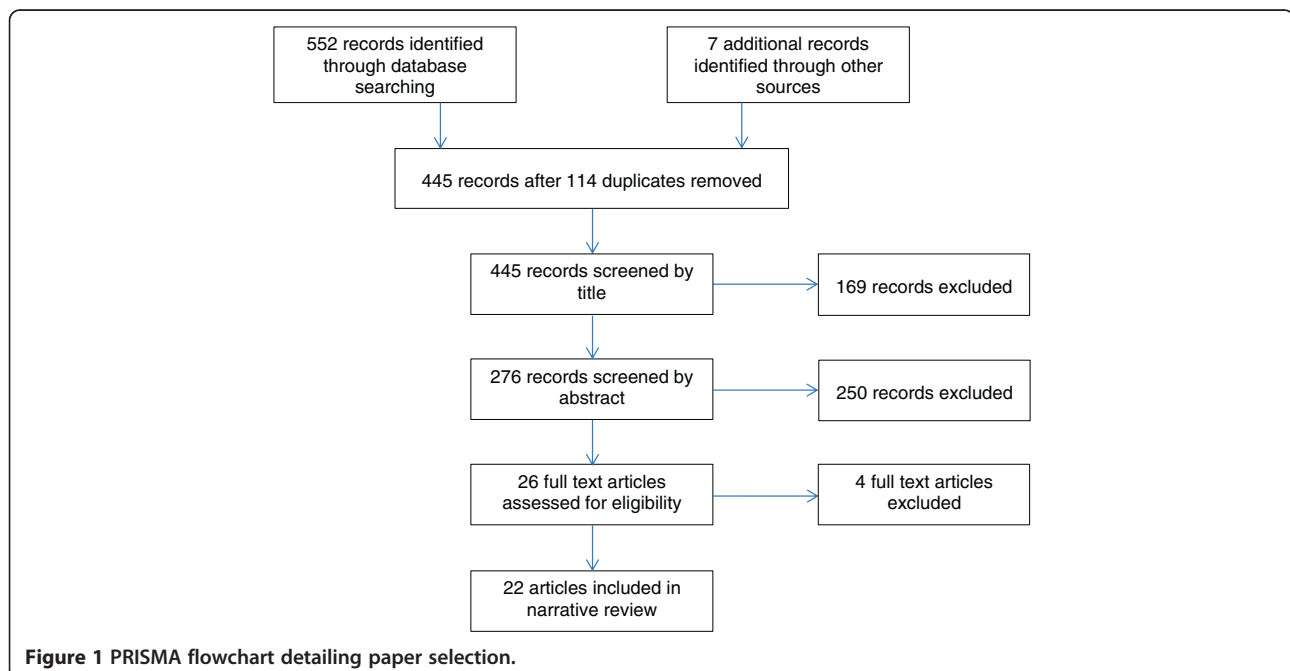 552 records identified
through database
searching
7 additional records
identified through other
sources
445 records after 114 duplicates removed
445 records screened by
title
169 records excluded
276 records screened by
abstract
250 records excluded
26 full text articles
assessed for eligibility
4 full text articles
excluded
22 articles included in
narrative review
Figure 1 PRISMA flowchart detailing paper selection.